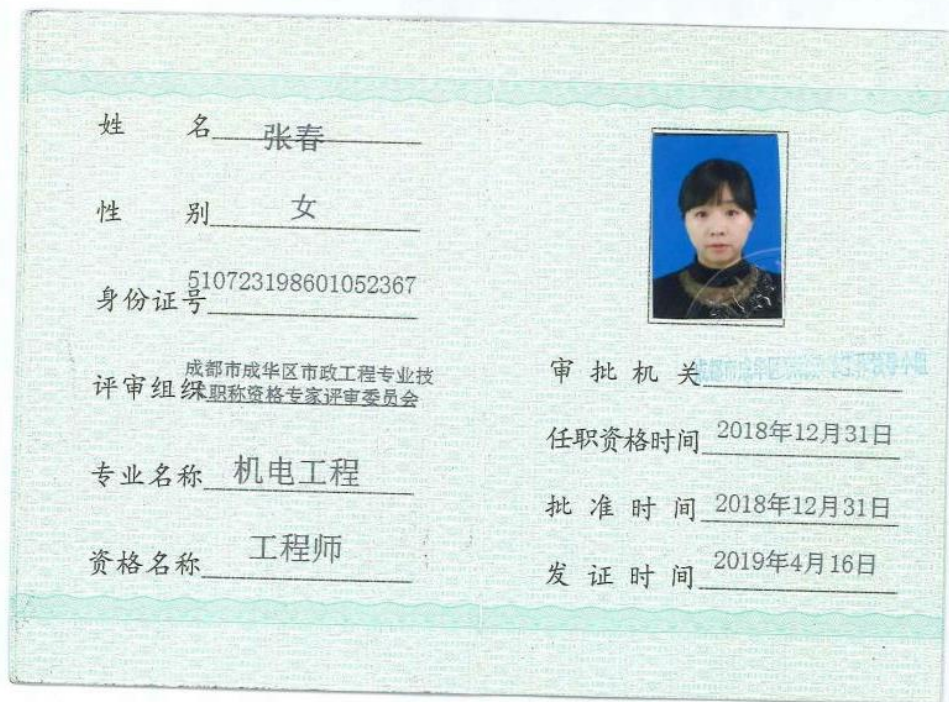 姓 名 张春
性 别 女
身份证号 510723198601052367
成都市成华区市政工程专业技
评审组织 术职称资格专家评审委员会
专业名称 机电工程
资格名称 工程师
审批机关
任职资格时间 2018年12月31日
批准时间 2018年12月31日
发证时间 2019年4月16日